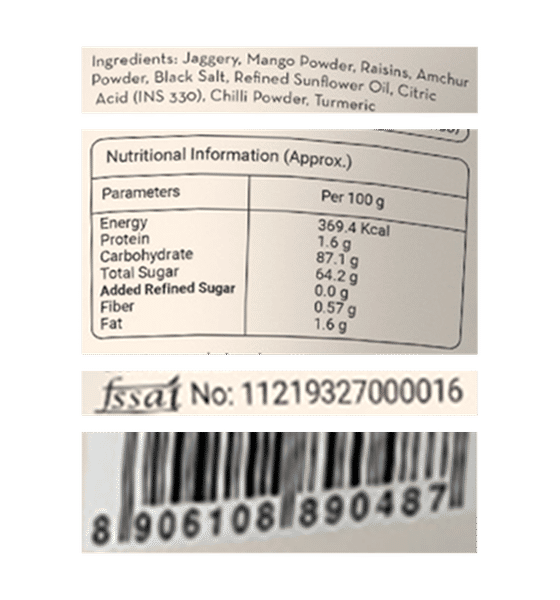 Ingredients: Jaggery, Mango Powder, Raisins, Amchur
Powder, Black Salt, Refined Sunflower Oil, Citric
Acid (INS 330), Chilli Powder, Turmeric
Nutritional Information (Approx.)
Parameters Per 100 g
Energy 369.4 Kcal
Protein 1.6 g
Carbohydrate 87.1 g
Total Sugar 64.2 g
Added Refined Sugar 0.0 g
Fiber 0.57 g
Fat 1.6 g
fssai No: 11219327000016
8 906108 890487